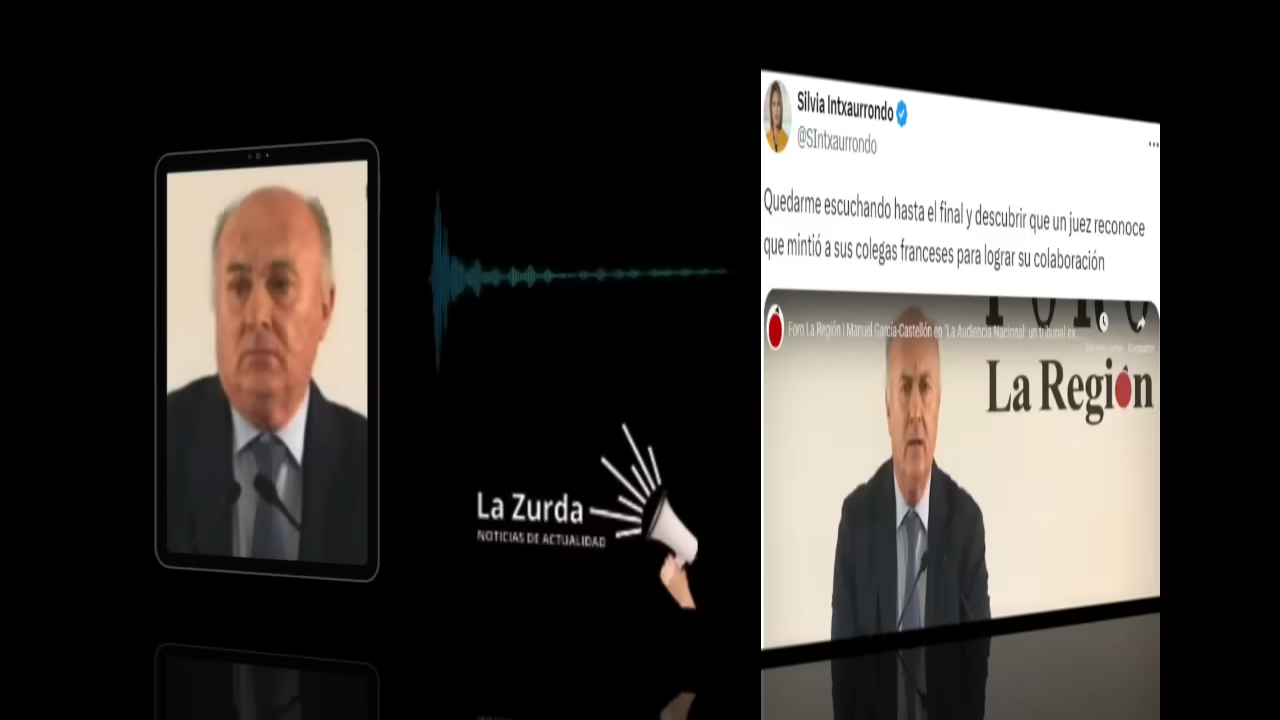 Silvia Intxaurrondo
@SIntxaurrondo
Quedarme escuchando hasta el final y descubrir que un juez reconoce
que mintió a sus colegas franceses para lograr su colaboración
Foro La Región | Manuel García-Castellón en "La Audiencia Nacional: un tribunal ex...
FORO
La Región
La Zurda
NOTICIAS DE ACTUALIDAD